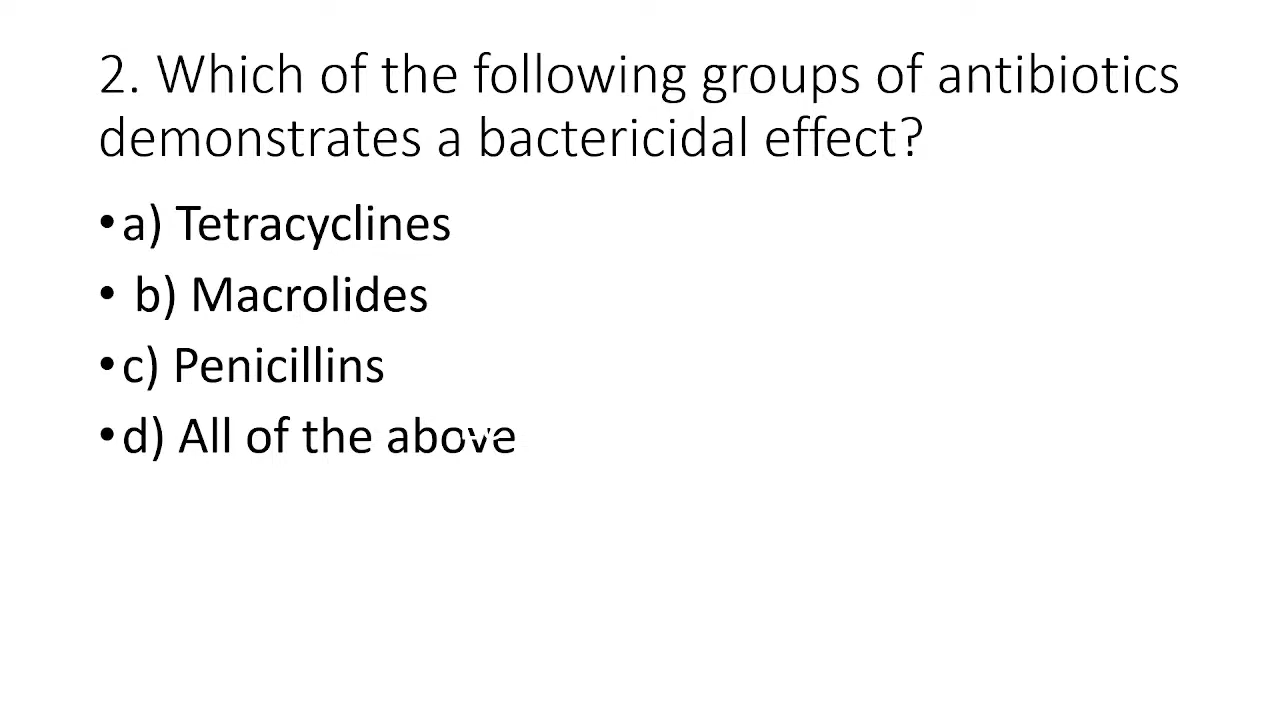 2. Which of the following groups of antibiotics
demonstrates a bactericidal effect?
•a) Tetracyclines
• b) Macrolides
•c) Penicillins
•d) All of the above